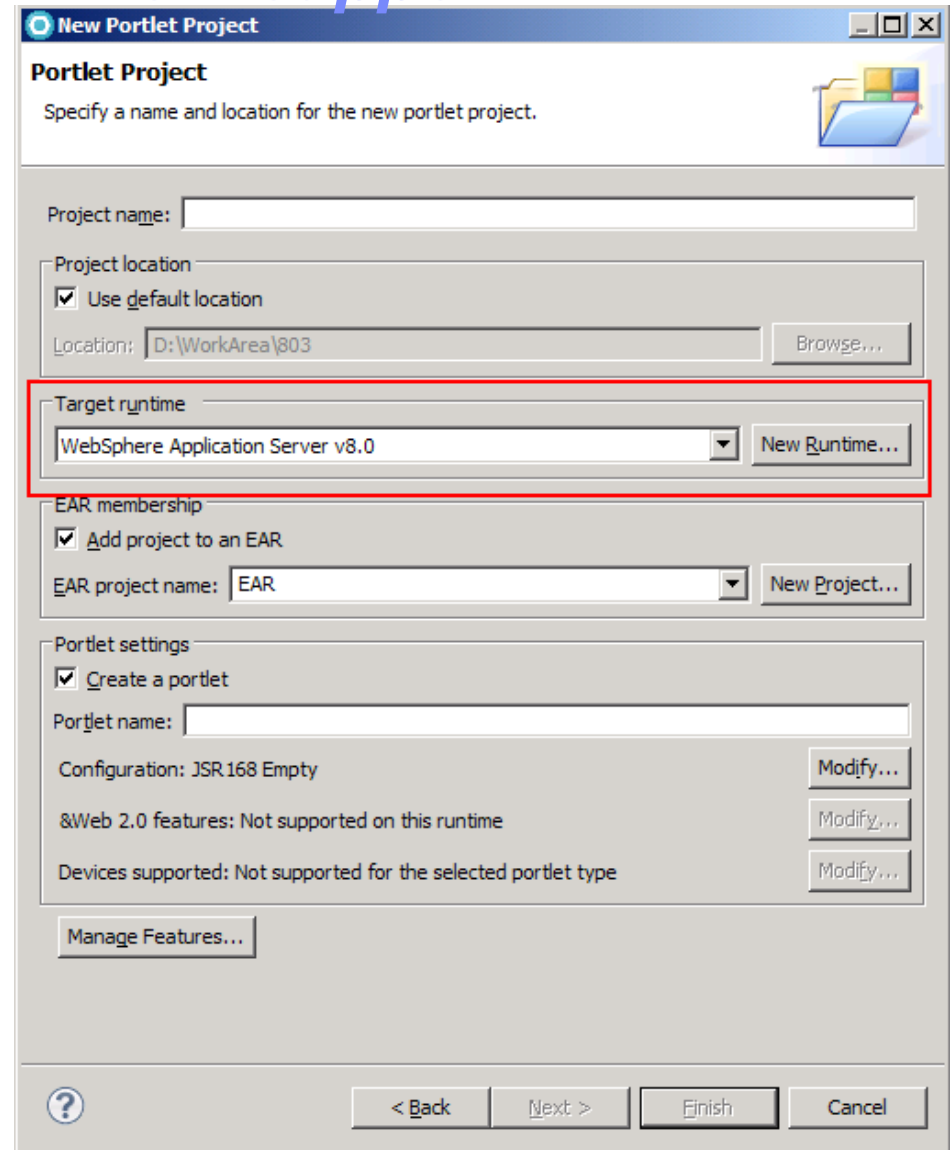 New Portlet Project
Portlet Project
Specify a name and location for the new portlet project.
Project name:
Project location
Use default location
Location: D:\WorkArea\803 Browse...
Target runtime
WebSphere Application Server v8.0 New Runtime...
EAR membership
Add project to an EAR
EAR project name: EAR New Project...
Portlet settings
Create a portlet
Portlet name:
Configuration: JSR168 Empty Modify...
&Web 2.0 features: Not supported on this runtime Modify...
Devices supported: Not supported for the selected portlet type Modify...
Manage Features...
? < Back Next > Finish Cancel